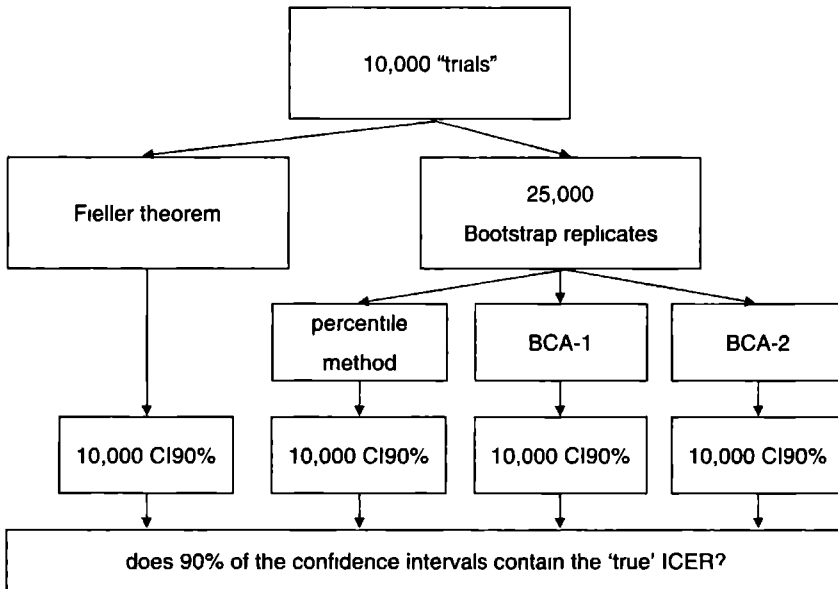 10,000 “trials”
Fieller theorem
25,000
Bootstrap replicates
percentile
method
BCA-1
BCA-2
10,000 CI90%
10,000 CI90%
10,000 CI90%
10,000 CI90%
does 90% of the confidence intervals contain the ‘true’ ICER?